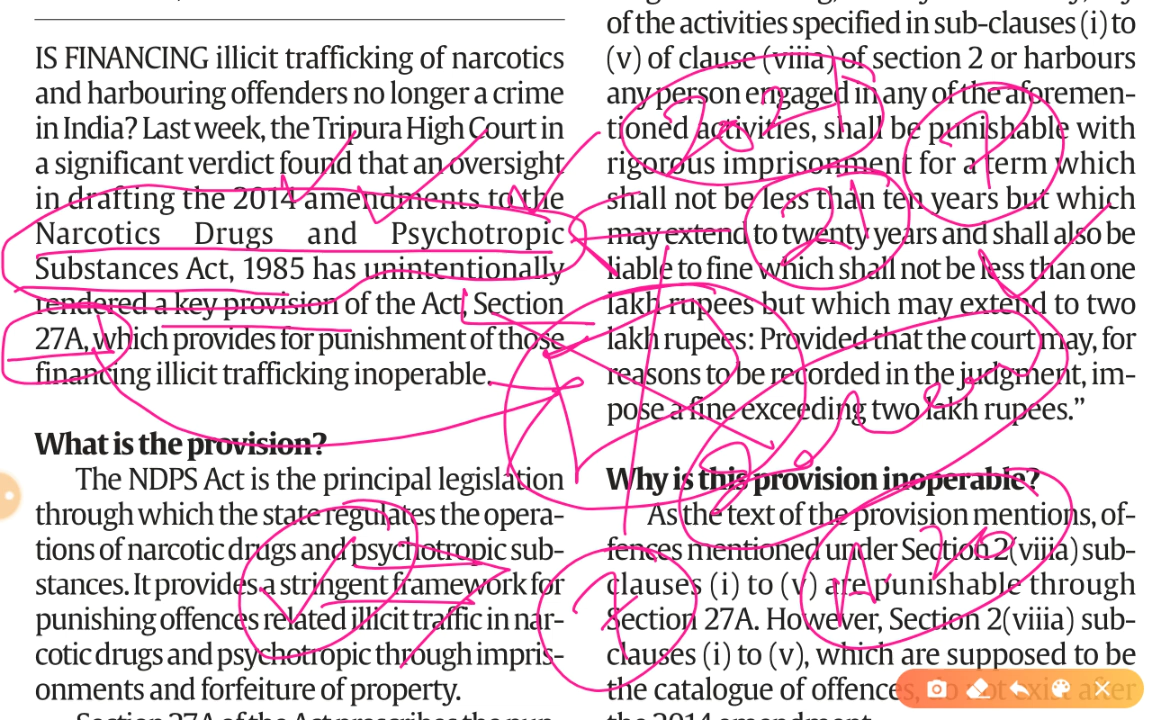 IS FINANCING illicit trafficking of narcotics
and harbouring offenders no longer a crime
in India? Last week, the Tripura High Court in
a significant verdict found that an oversight
in drafting the 2014 amendments to the
Narcotics Drugs and Psychotropic
Substances Act, 1985 has unintentionally
rendered a key provision of the Act, Section
27A, which provides for punishment of those
financing illicit trafficking inoperable.
What is the provision?
The NDPS Act is the principal legislation
through which the state regulates the opera-
tions of narcotic drugs and psychotropic sub-
stances. It provides a stringent framework for
punishing offences related illicit traffic in nar-
cotic drugs and psychotropic through impris-
onments and forfeiture of property.
of the activities specified in sub-clauses (i) to
(v) of clause (viiia) of section 2 or harbours
any person engaged in any of the aforemen-
tioned activities, shall be punishable with
rigorous imprisonment for a term which
shall not be less than ten years but which
may extend to twenty years and shall also be
liable to fine which shall not be less than one
lakh rupees but which may extend to two
lakh rupees: Provided that the court may, for
reasons to be recorded in the judgment, im-
pose a fine exceeding two lakh rupees.”
Why is this provision inoperable?
As the text of the provision mentions, of-
fences mentioned under Section 2(viiia) sub-
clauses (i) to (v) are punishable through
Section 27A. However, Section 2(viiia) sub-
clauses (i) to (v), which are supposed to be
the catalogue of offences
2021
21
A. 20